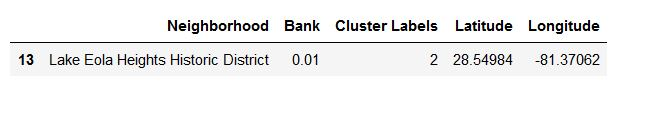 Neighborhood Bank Cluster Labels Latitude Longitude
13 Lake Eola Heights Historic District 0.01 2 28.54984 -81.37062